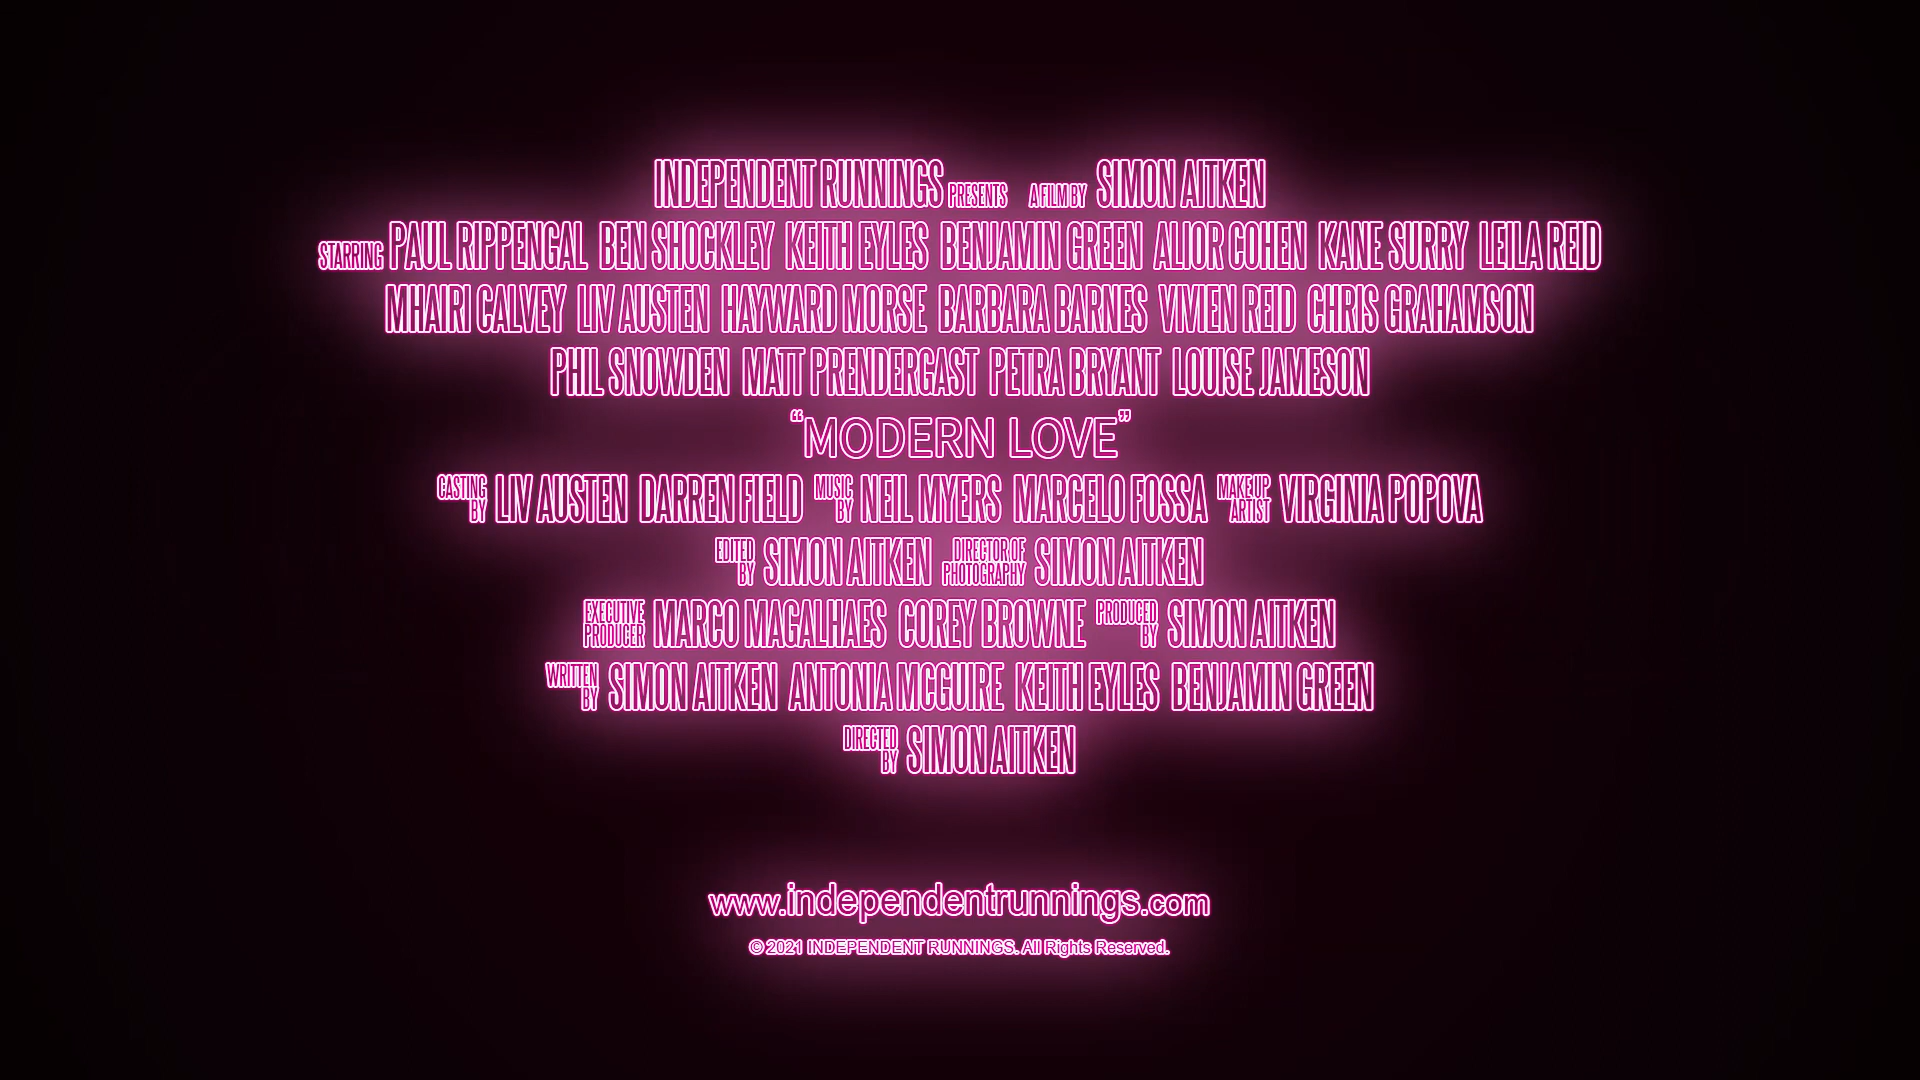 INDEPENDENT RUNNINGS PRESENTS A FILM BY SIMON AITKEN
STARRING PAUL RIPPENGAL BEN SHOCKLEY KEITH EYLES BENJAMIN GREEN ALIOR COHEN KANE SURRY LEILA REID
MHAIRI CALVEY LIV AUSTEN HAYWARD MORSE BARBARA BARNES VIVIEN REID CHRIS GRAHAMSON
PHIL SNOWDEN MATT PRENDERGAST PETRA BRYANT LOUISE JAMESON
“MODERN LOVE”
CASTING BY LIV AUSTEN DARREN FIELD MUSIC BY NEIL MYERS MARCELO FOSSA MAKE UP ARTIST VIRGINIA POPOVA
EDITED BY SIMON AITKEN DIRECTOR OF PHOTOGRAPHY SIMON AITKEN
EXECUTIVE PRODUCER MARCO MAGALHAES COREY BROWNE PRODUCED BY SIMON AITKEN
WRITTEN BY SIMON AITKEN ANTONIA MCGUIRE KEITH EYLES BENJAMIN GREEN
DIRECTED BY SIMON AITKEN
www.independentrunnings.com
© 2021 INDEPENDENT RUNNINGS. All Rights Reserved.